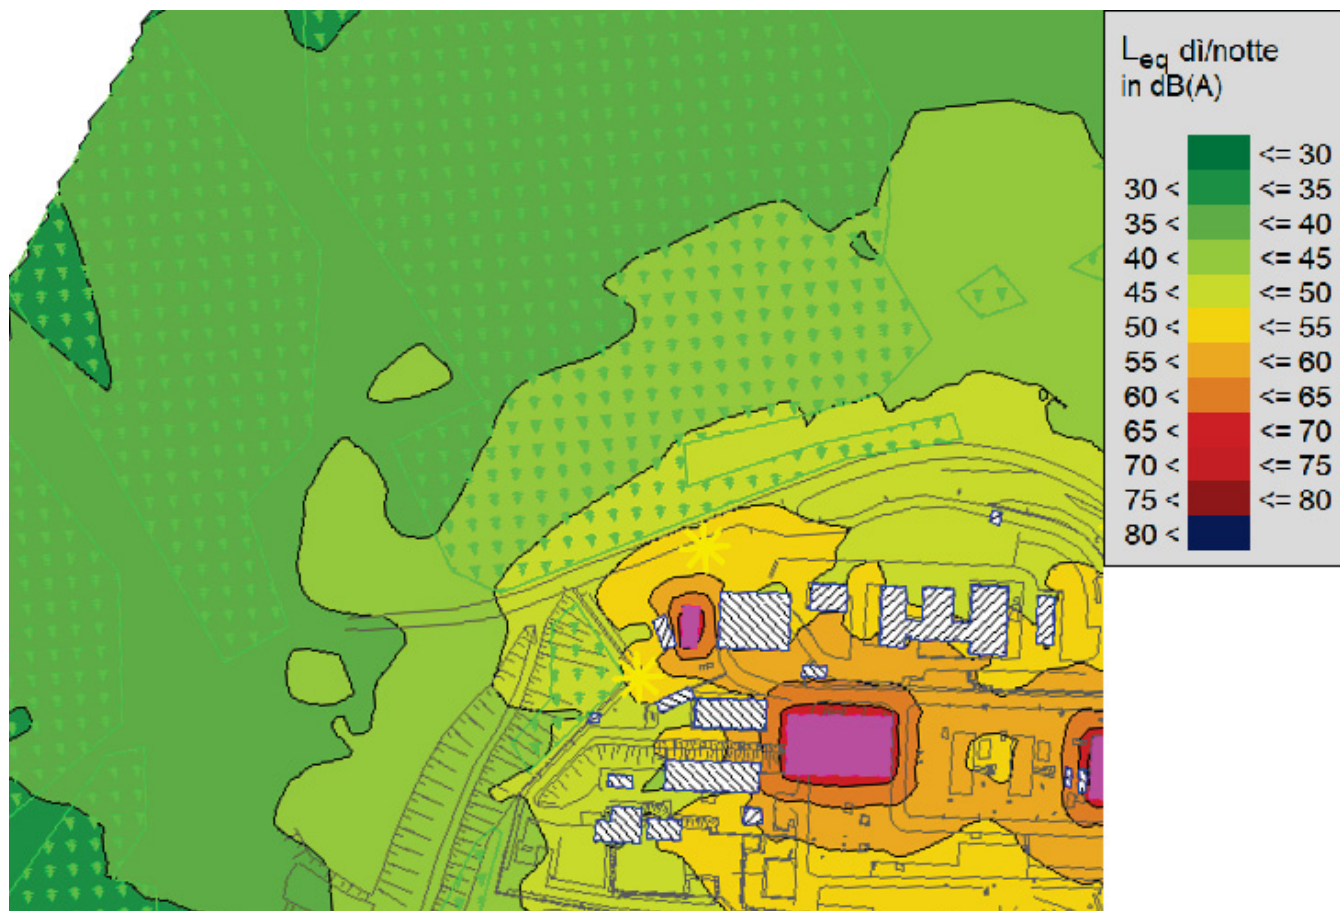 Leq dì/notte
in dB(A)
<= 30
30 < <= 35
35 < <= 40
40 < <= 45
45 < <= 50
50 < <= 55
55 < <= 60
60 < <= 65
65 < <= 70
70 < <= 75
75 < <= 80
80 <